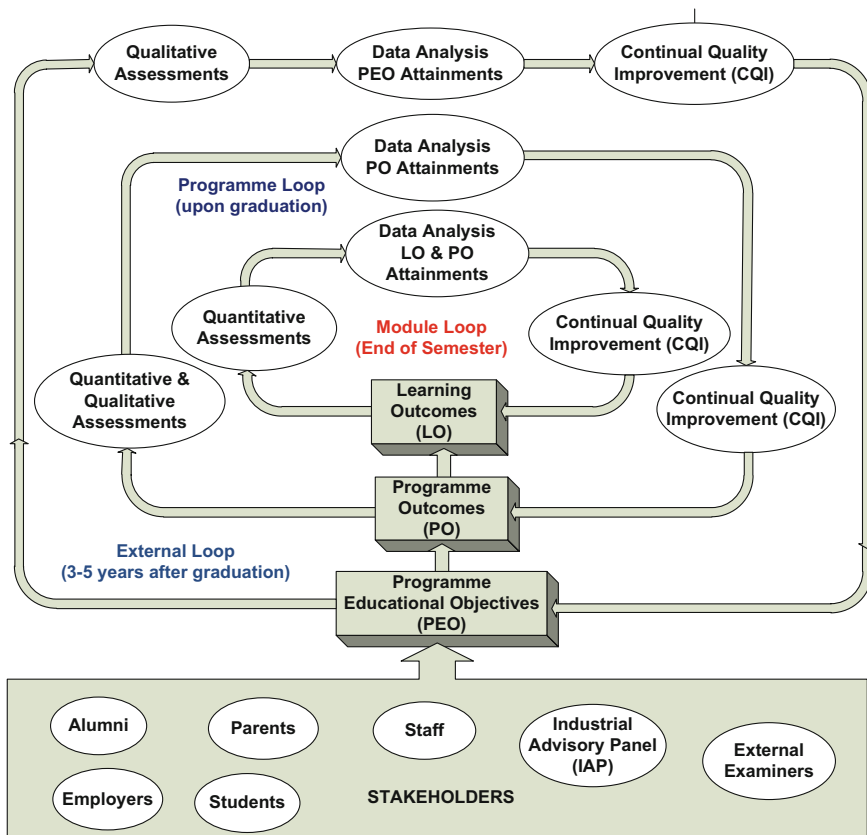 Qualitative
Assessments
Data Analysis
PEO Attainments
Continual Quality
Improvement (CQI)
Data Analysis
PO Attainments
Programme Loop
(upon graduation)
Data Analysis
LO & PO
Attainments
Quantitative
Assessments
Module Loop
(End of Semester)
Continual Quality
Improvement (CQI)
Quantitative &
Qualitative
Assessments
Learning
Outcomes
(LO)
Continual Quality
Improvement (CQI)
Programme
Outcomes
(PO)
External Loop
(3-5 years after graduation)
Programme
Educational Objectives
(PEO)
Alumni
Parents
Staff
Industrial
Advisory Panel
(IAP)
External
Examiners
Employers
Students
STAKEHOLDERS